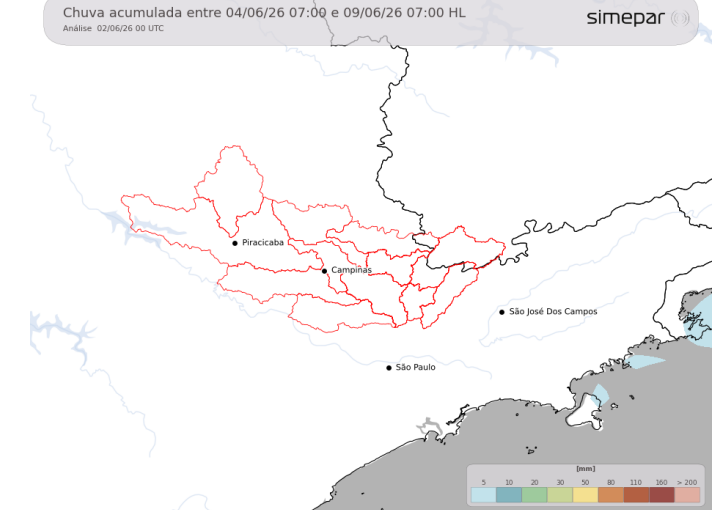 Chuva acumulada entre 04/06/26 07:00 e 09/06/26 07:00 HL
Análise 02/06/26 00 UTC
simepar
Piracicaba
Campinas
São José Dos Campos
São Paulo
[mm]
5 10 20 30 50 80 110 160 > 200